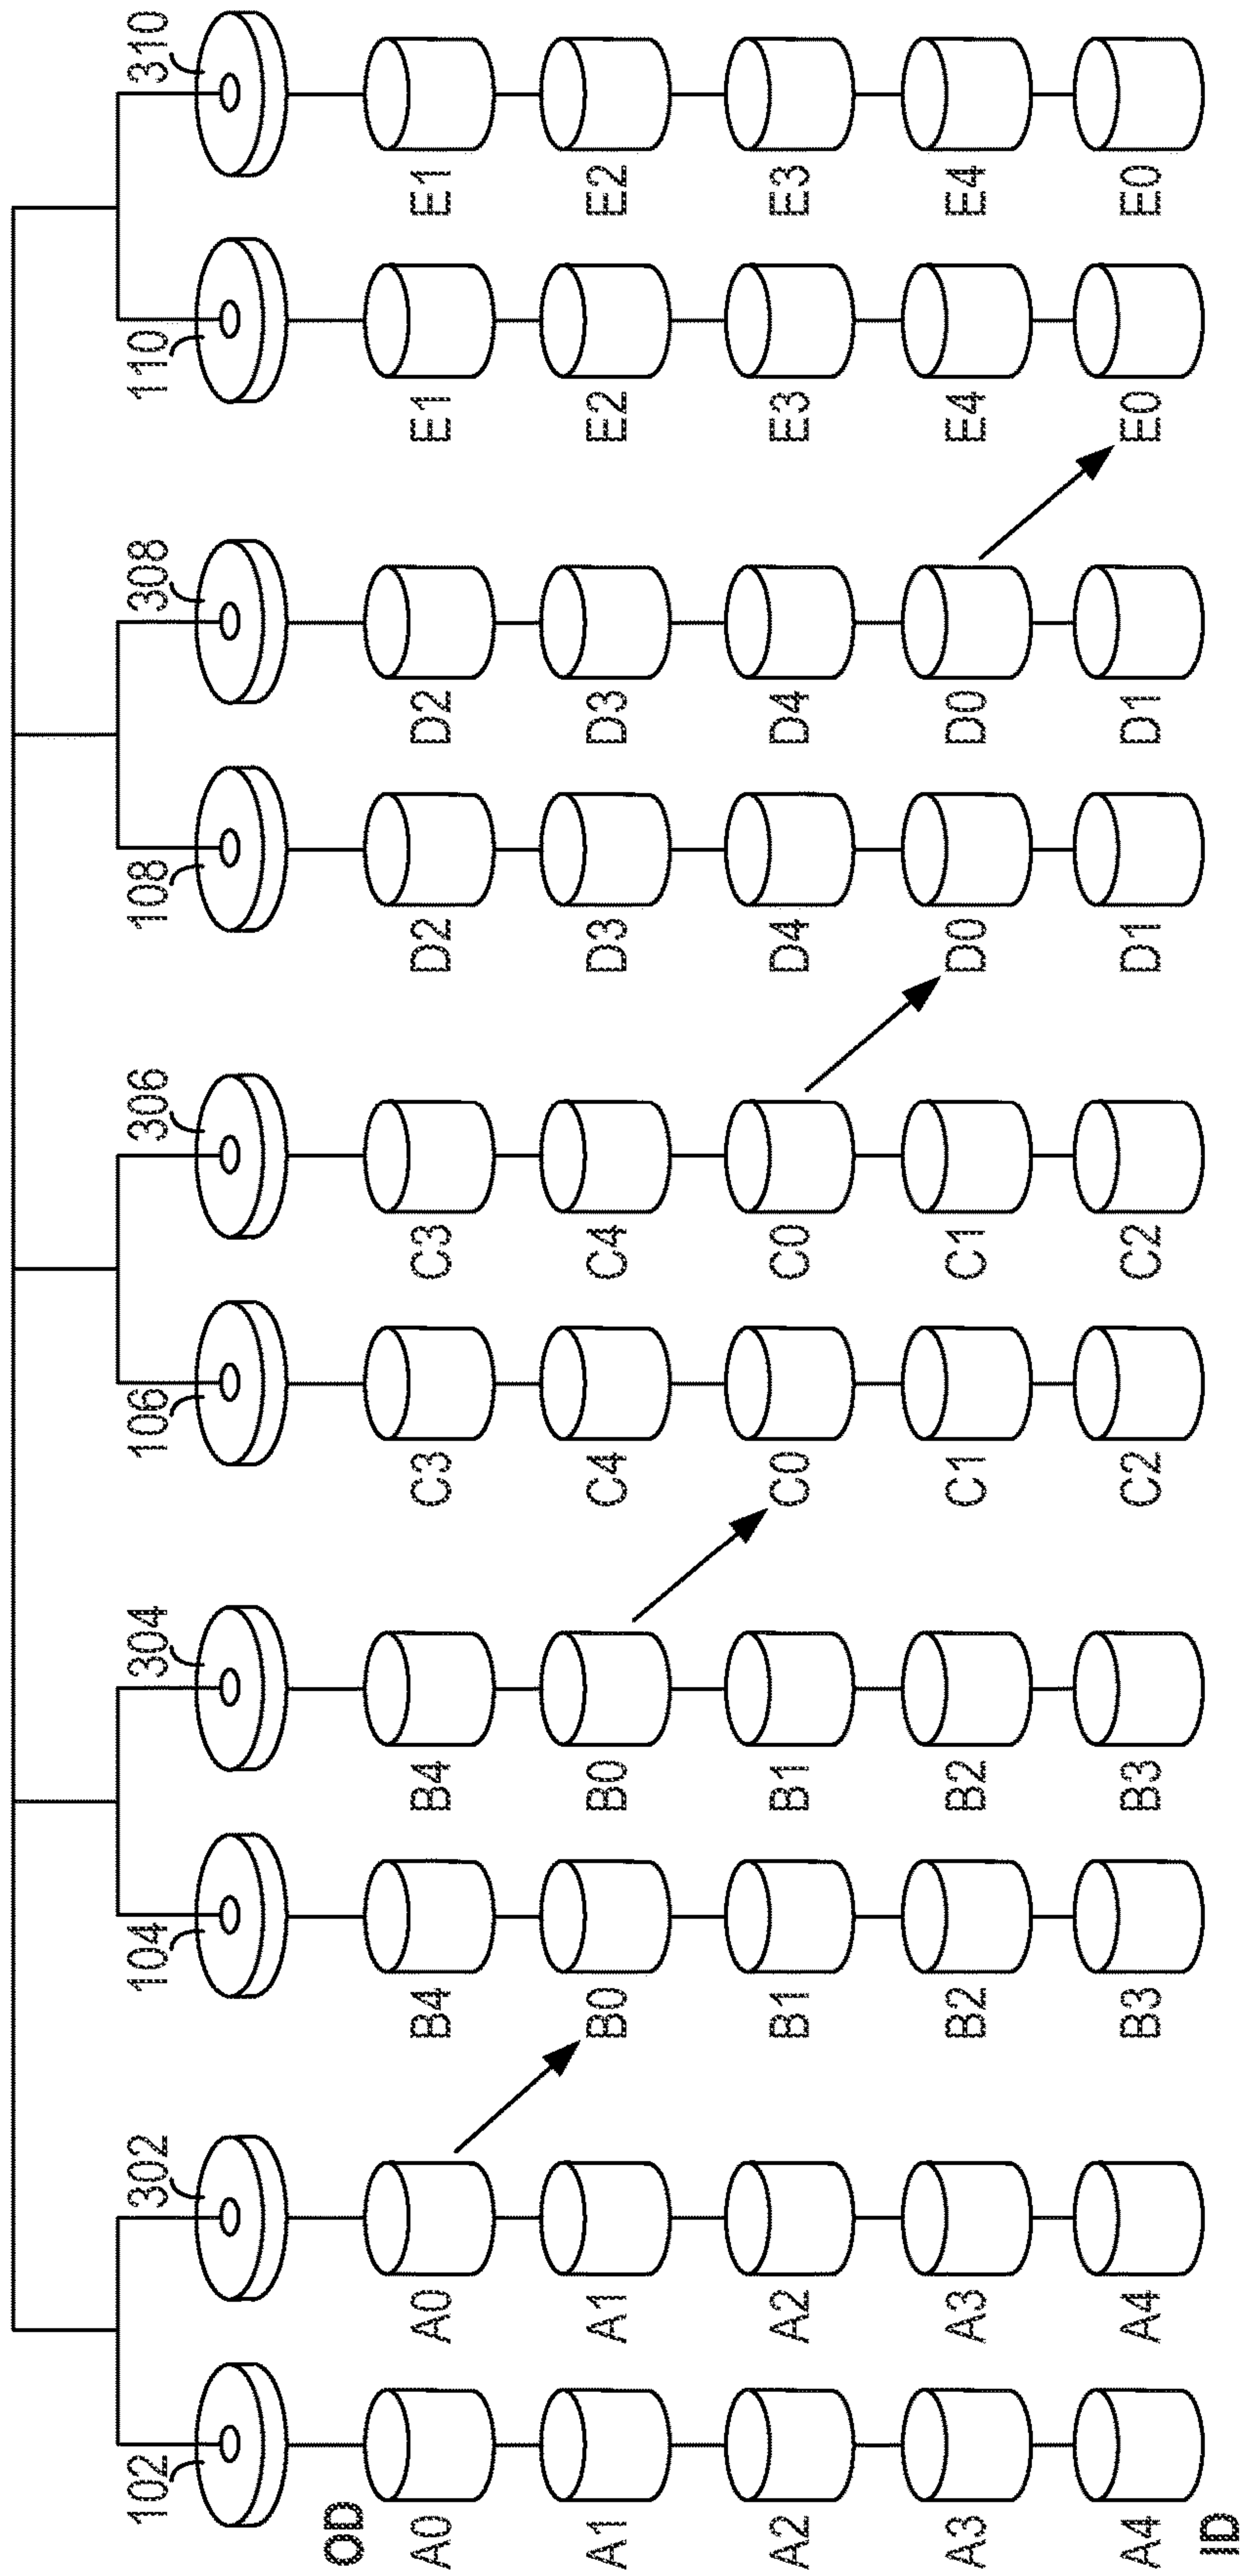 102 302 104 304 106 306 108 308 110 310
OD
A0 A0 B4 B4 C3 C3 D2 D2 E1 E1
A1 A1 B0 B0 C4 C4 D3 D3 E2 E2
A2 A2 B1 B1 C0 C0 D4 D4 E3 E3
A3 A3 B2 B2 C1 C1 D0 D0 E4 E4
A4 A4 B3 B3 C2 C2 D1 D1 E0 E0
ID